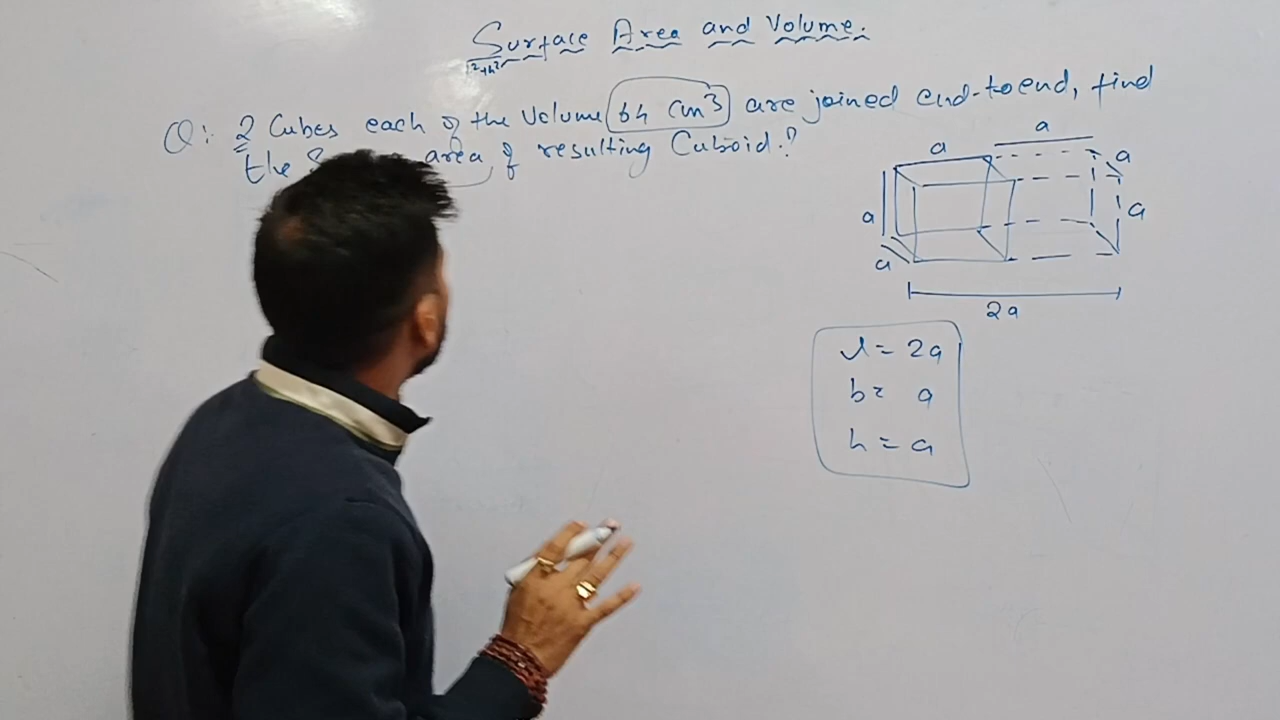 Surface Area and Volume.
Q: 2 Cubes each of the Volume 64 cm³ are joined end-to end, find
the area of resulting Cuboid?
a
a
a
a
a
a
2a
l = 2a
b = a
h = a